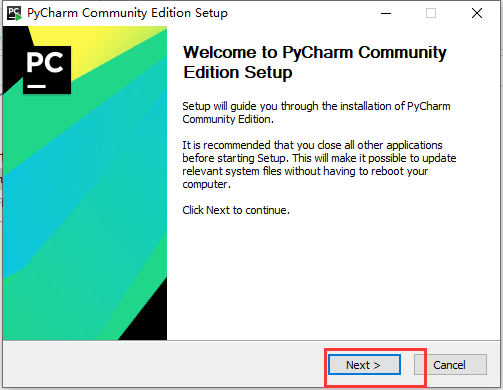 PyCharm Community Edition Setup
PC
Welcome to PyCharm Community
Edition Setup
Setup will guide you through the installation of PyCharm
Community Edition.
It is recommended that you close all other applications
before starting Setup. This will make it possible to update
relevant system files without having to reboot your
computer.
Click Next to continue.
Next >
Cancel